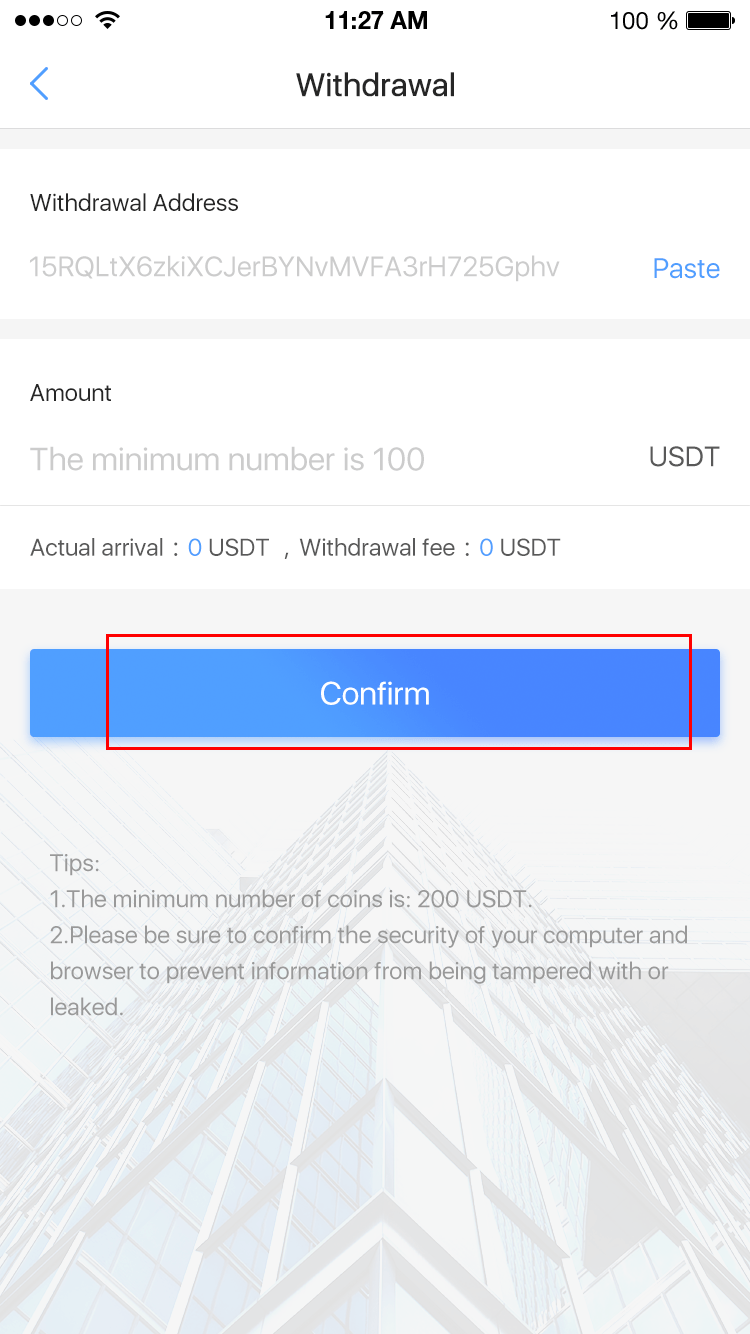 11:27 AM 100 %
Withdrawal
Withdrawal Address
15RQLtX6zkiXCJerBYNvMVFA3rH725Gphv Paste
Amount
The minimum number is 100 USDT
Actual arrival : 0 USDT , Withdrawal fee : 0 USDT
Confirm
Tips:
1.The minimum number of coins is: 200 USDT.
2.Please be sure to confirm the security of your computer and
browser to prevent information from being tampered with or
leaked.